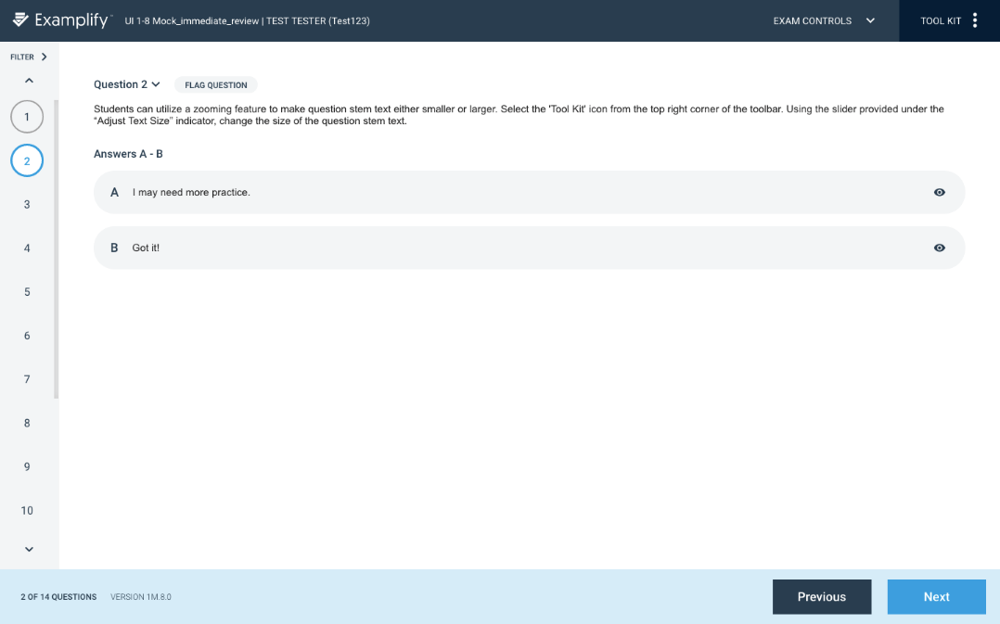 Examplify
UI 1-8 Mock_immediate_review | TEST TESTER (Test123)
EXAM CONTROLS
TOOL KIT
FILTER
1
2
3
4
5
6
7
8
9
10
Question 2
FLAG QUESTION
Students can utilize a zooming feature to make question stem text either smaller or larger. Select the 'Tool Kit' icon from the top right corner of the toolbar. Using the slider provided under the
“Adjust Text Size” indicator, change the size of the question stem text.
Answers A - B
A I may need more practice.
B Got it!
2 OF 14 QUESTIONS
VERSION 1M.8.0
Previous
Next